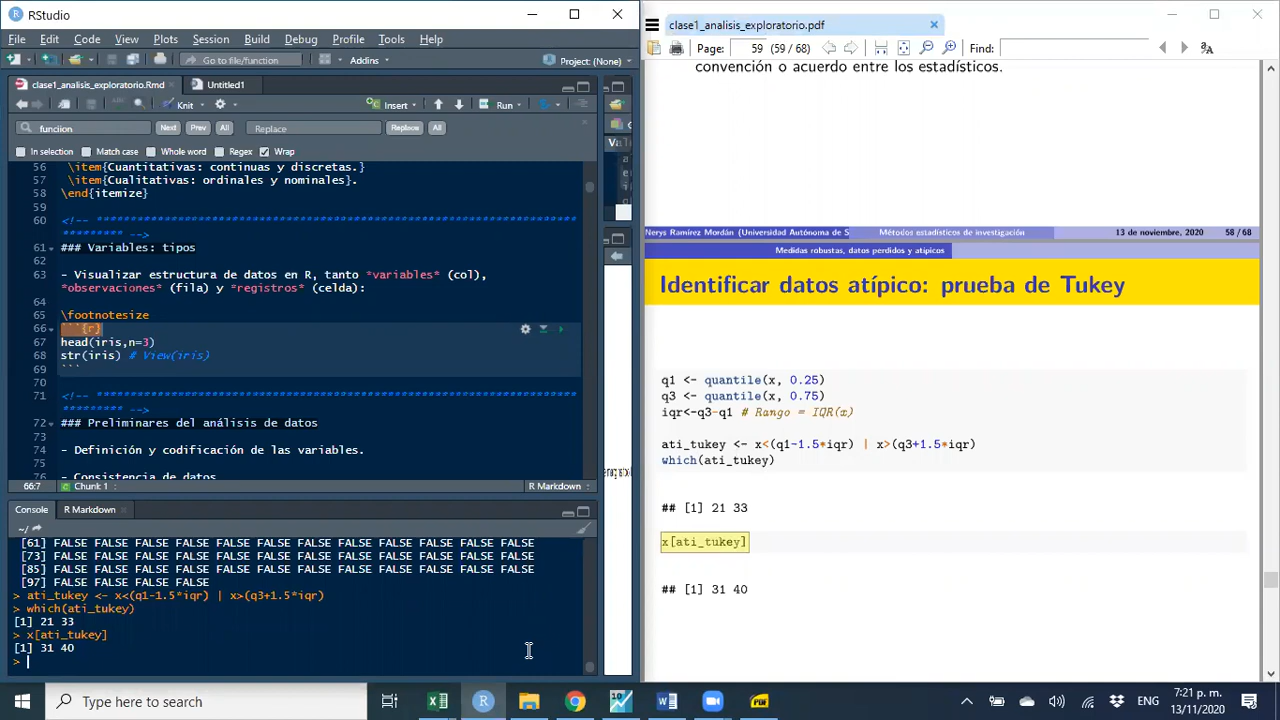 RStudio
File Edit Code View Plots Session Build Debug Profile Tools Help
Go to file/function
Addins
Project: (None)
clase1_analisis_exploratorio.Rmd
Untitled1
Knit
Insert
Run
funciion
Next
Prev
All
Replace
Replace
All
In selection
Match case
Whole word
Regex
Wrap
56 \item{Cuantitativas: continuas y discretas.}
57 \item{Cualitativas: ordinales y nominales}.
58 \end{itemize}
59
60 <!-- ****************************************************************************
********* -->
61 ### Variables: tipos
62
63 - Visualizar estructura de datos en R, tanto *variables* (col),
*observaciones* (fila) y *registros* (celda):
64
65 \footnotesize
66 ```{r}
67 head(iris,n=3)
68 str(iris) # View(iris)
69 ```
70
71 <!-- ****************************************************************************
********* -->
72 ### Preliminares del análisis de datos
73
74 - Definición y codificación de las variables.
75
76 - Consistencia de datos
66:7
Chunk 1
R Markdown
Console
R Markdown
~/
[61] FALSE FALSE FALSE FALSE FALSE FALSE FALSE FALSE FALSE FALSE FALSE FALSE
[73] FALSE FALSE FALSE FALSE FALSE FALSE FALSE FALSE FALSE FALSE FALSE FALSE
[85] FALSE FALSE FALSE FALSE FALSE FALSE FALSE FALSE FALSE FALSE FALSE FALSE
[97] FALSE FALSE FALSE FALSE
> ati_tukey <- x<(q1-1.5*iqr) | x>(q3+1.5*iqr)
> which(ati_tukey)
[1] 21 33
> x[ati_tukey]
[1] 31 40
>
clase1_analisis_exploratorio.pdf
Page: 59 (59 / 68)
Find:
convención o acuerdo entre los estadísticos.
Nerys Ramírez Mordán (Universidad Autónoma de S
Métodos estadísticos de investigación
13 de noviembre, 2020
58 / 68
Medidas robustas, datos perdidos y atípicos
Identificar datos atípico: prueba de Tukey
q1 <- quantile(x, 0.25)
q3 <- quantile(x, 0.75)
iqr<-q3-q1 # Rango = IQR(x)
ati_tukey <- x<(q1-1.5*iqr) | x>(q3+1.5*iqr)
which(ati_tukey)
## [1] 21 33
x[ati_tukey]
## [1] 31 40
Type here to search
ENG
7:21 p. m.
13/11/2020